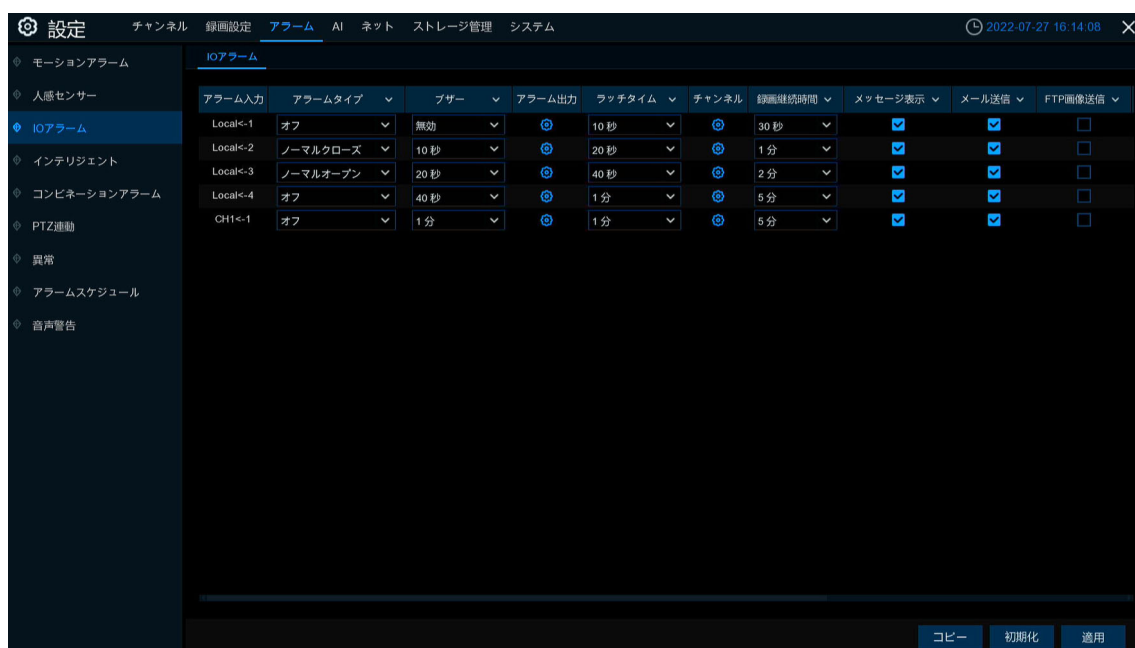 設定 チャンネル 録画設定 アラーム AI ネット ストレージ管理 システム 2022-07-27 16:14:08
モーションアラーム
人感センサー
IOアラーム
インテリジェント
コンビネーションアラーム
PTZ連動
異常
アラームスケジュール
音声警告
IOアラーム
アラーム入力 アラームタイプ ブザー アラーム出力 ラッチタイム チャンネル 録画継続時間 メッセージ表示 メール送信 FTP画像送信
Local<-1 オフ 無効 10 秒 30 秒
Local<-2 ノーマルクローズ 10 秒 20 秒 1 分
Local<-3 ノーマルオープン 20 秒 40 秒 2 分
Local<-4 オフ 40 秒 1 分 5 分
CH1<-1 オフ 1 分 1 分 5 分
コピー 初期化 適用